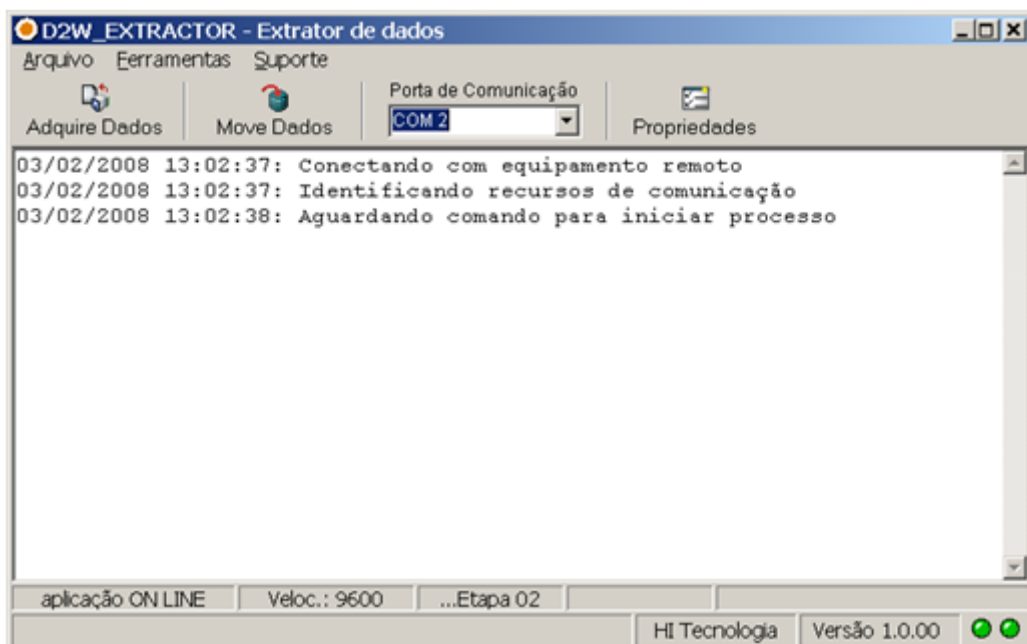 D2W_EXTRACTOR - Extrator de dados
Arquivo Ferramentas Suporte
Porta de Comunicação
Adquire Dados Move Dados COM 2 Propriedades
03/02/2008 13:02:37: Conectando com equipamento remoto
03/02/2008 13:02:37: Identificando recursos de comunicação
03/02/2008 13:02:38: Aguardando comando para iniciar processo
aplicação ON LINE Veloc.: 9600 ...Etapa 02
HI Tecnologia Versão 1.0.00